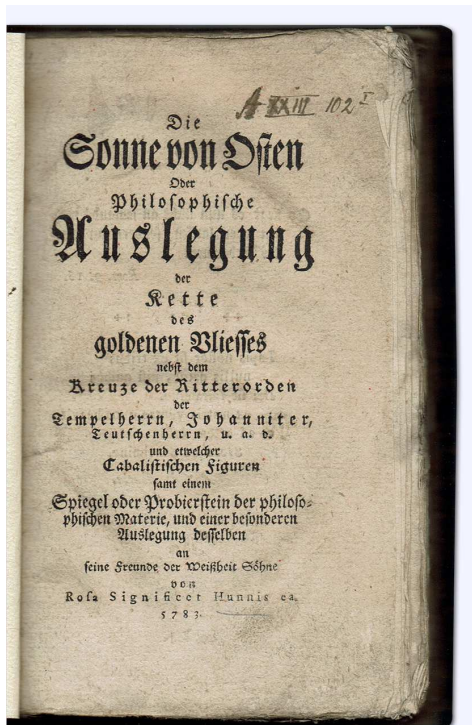 A XXIII 102 I
Die
Sonne von Osten
Oder
Philosophische
Auslegung
der
Kette
des
goldenen Vliesses
nebst dem
Kreuze der Ritterorden
der
Tempelherrn, Johanniter,
Teutschenherrn, u. a. d.
und etwelcher
Cabalistischen Figuren
samt einem
Spiegel oder Probierstein der philoso-
phischen Materie, und einer besonderen
Auslegung desselben
an
seine Freunde der Weißheit Söhne
von
Rosa Significet Hunnis ea.
5783.